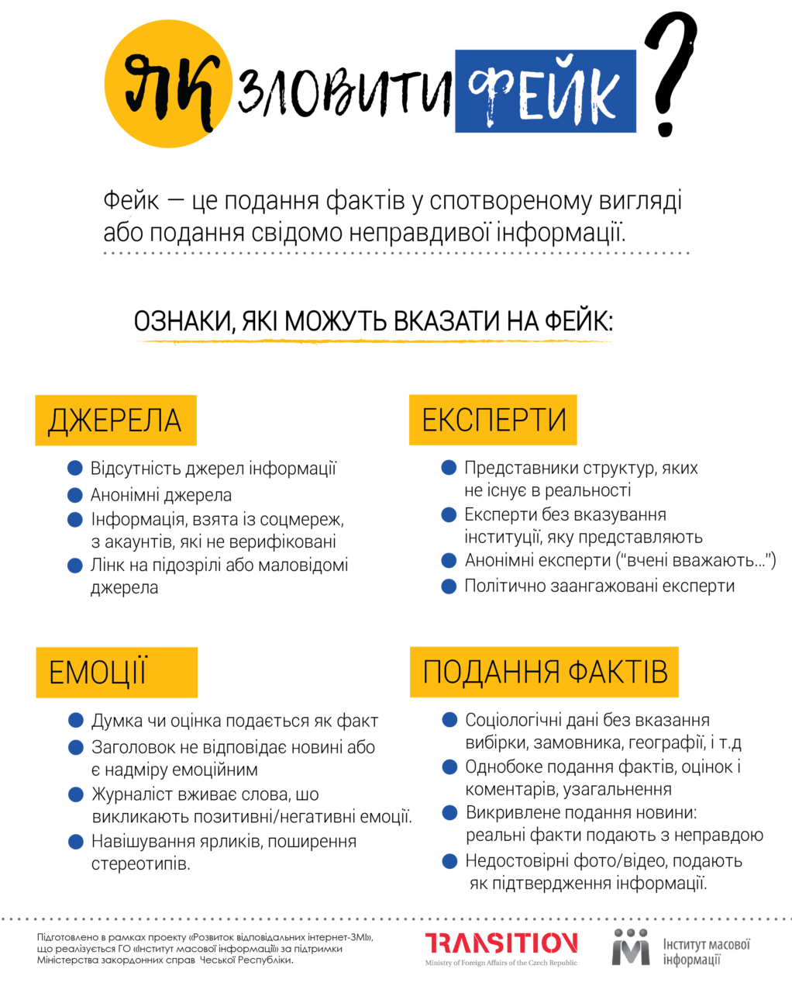 ЯК ЗЛОВИТИ ФЕЙК?
Фейк — це подання фактів у спотвореному вигляді
або подання свідомо неправдивої інформації.
ОЗНАКИ, ЯКІ МОЖУТЬ ВКАЗАТИ НА ФЕЙК:
ДЖЕРЕЛА
Відсутність джерел інформації
Анонімні джерела
Інформація, взята із соцмереж,
з акаунтів, які не верифіковані
Лінк на підозрілі або маловідомі
джерела
ЕКСПЕРТИ
Представники структур, яких
не існує в реальності
Експерти без вказування
інституції, яку представляють
Анонімні експерти (“вчені вважають...”)
Політично заангажовані експерти
ЕМОЦІЇ
Думка чи оцінка подається як факт
Заголовок не відповідає новині або
є надміру емоційним
Журналіст вживає слова, шо
викликають позитивні/негативні емоції.
Навішування ярликів, поширення
стереотипів.
ПОДАННЯ ФАКТІВ
Соціологічні дані без вказання
вибірки, замовника, географії, і т.д
Однобоке подання фактів, оцінок і
коментарів, узагальнення
Викривлене подання новини:
реальні факти подають з неправдою
Недостовірні фото/відео, подають
як підтвердження інформації.
Підготовлено в рамках проекту «Розвиток відповідальних інтернет-ЗМІ»,
що реалізується ГО «Інститут масової інформації» за підтримки
Міністерства закордонних справ Чеської Республіки.
TRANSITION
Ministry of Foreign Affairs of the Czech Republic
Інститут масової
інформації